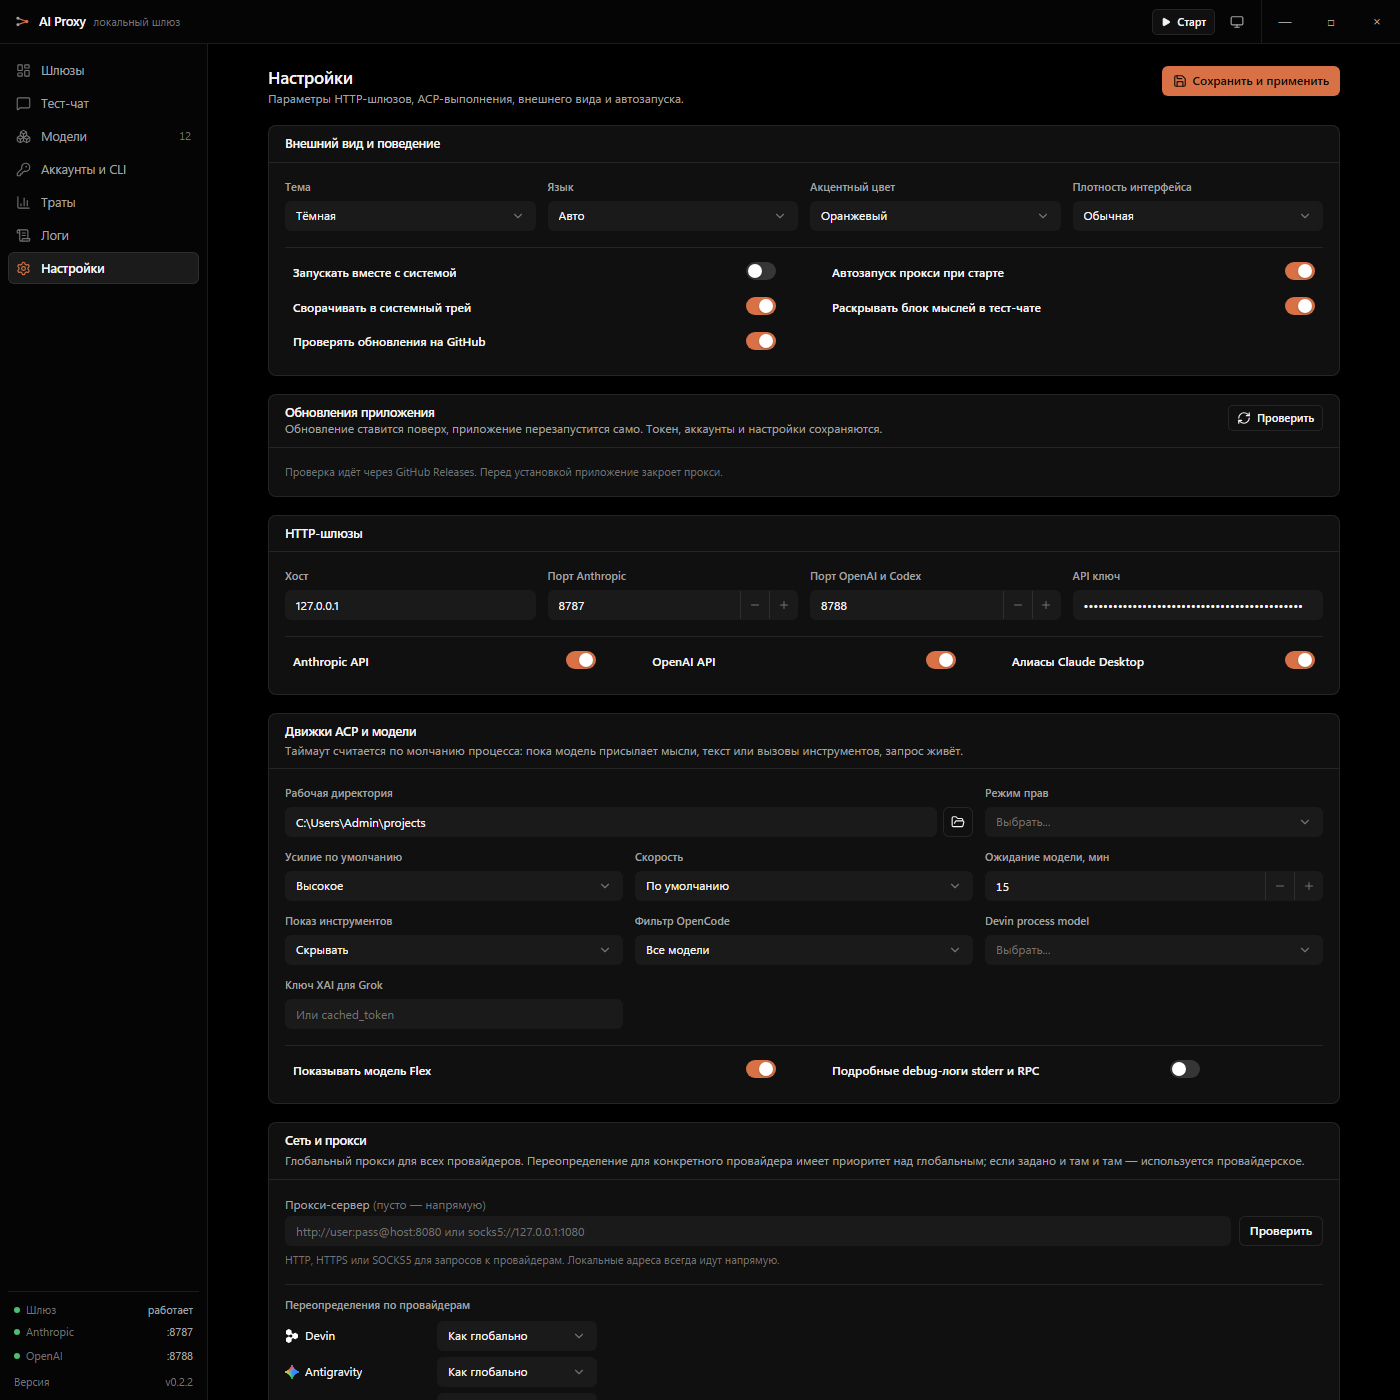 AI Proxy локальный шлюз
Старт
Шлюзы
Тест-чат
Модели 12
Аккаунты и CLI
Траты
Логи
Настройки
Настройки
Параметры HTTP-шлюзов, ACP-выполнения, внешнего вида и автозапуска.
Сохранить и применить
Внешний вид и поведение
Тема Язык Акцентный цвет Плотность интерфейса
Тёмная Авто Оранжевый Обычная
Запускать вместе с системой Автозапуск прокси при старте
Сворачивать в системный трей Раскрывать блок мыслей в тест-чате
Проверять обновления на GitHub
Обновления приложения
Обновление ставится поверх, приложение перезапустится само. Токен, аккаунты и настройки сохраняются.
Проверить
Проверка идёт через GitHub Releases. Перед установкой приложение закроет прокси.
HTTP-шлюзы
Хост Порт Anthropic Порт OpenAI и Codex API ключ
127.0.0.1 8787 8788 ••••••••••••••••••••••••••••••••••••••••••••
Anthropic API OpenAI API Алиасы Claude Desktop
Движки ACP и модели
Таймаут считается по молчанию процесса: пока модель присылает мысли, текст или вызовы инструментов, запрос живёт.
Рабочая директория Режим прав
C:\Users\Admin\projects Выбрать...
Усилие по умолчанию Скорость Ожидание модели, мин
Высокое По умолчанию 15
Показ инструментов Фильтр OpenCode Devin process model
Скрывать Все модели Выбрать...
Ключ XAI для Grok
Или cached_token
Показывать модель Flex Подробные debug-логи stderr и RPC
Сеть и прокси
Глобальный прокси для всех провайдеров. Переопределение для конкретного провайдера имеет приоритет над глобальным; если задано и там и там — используется провайдерское.
Прокси-сервер (пусто — напрямую)
http://user:pass@host:8080 или socks5://127.0.0.1:1080 Проверить
HTTP, HTTPS или SOCKS5 для запросов к провайдерам. Локальные адреса всегда идут напрямую.
Переопределения по провайдерам
Devin Как глобально
Antigravity Как глобально
Шлюз работает
Anthropic :8787
OpenAI :8788
Версия v0.2.2